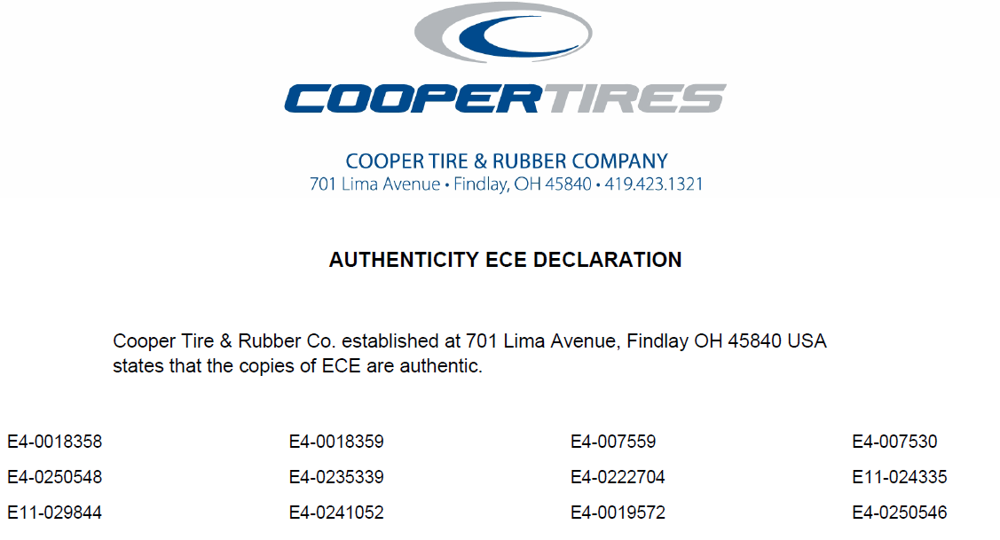 COOPERTIRES
COOPER TIRE & RUBBER COMPANY
701 Lima Avenue • Findlay, OH 45840 • 419.423.1321
AUTHENTICITY ECE DECLARATION
Cooper Tire & Rubber Co. established at 701 Lima Avenue, Findlay OH 45840 USA
states that the copies of ECE are authentic.
E4-0018358 E4-0018359 E4-007559 E4-007530
E4-0250548 E4-0235339 E4-0222704 E11-024335
E11-029844 E4-0241052 E4-0019572 E4-0250546